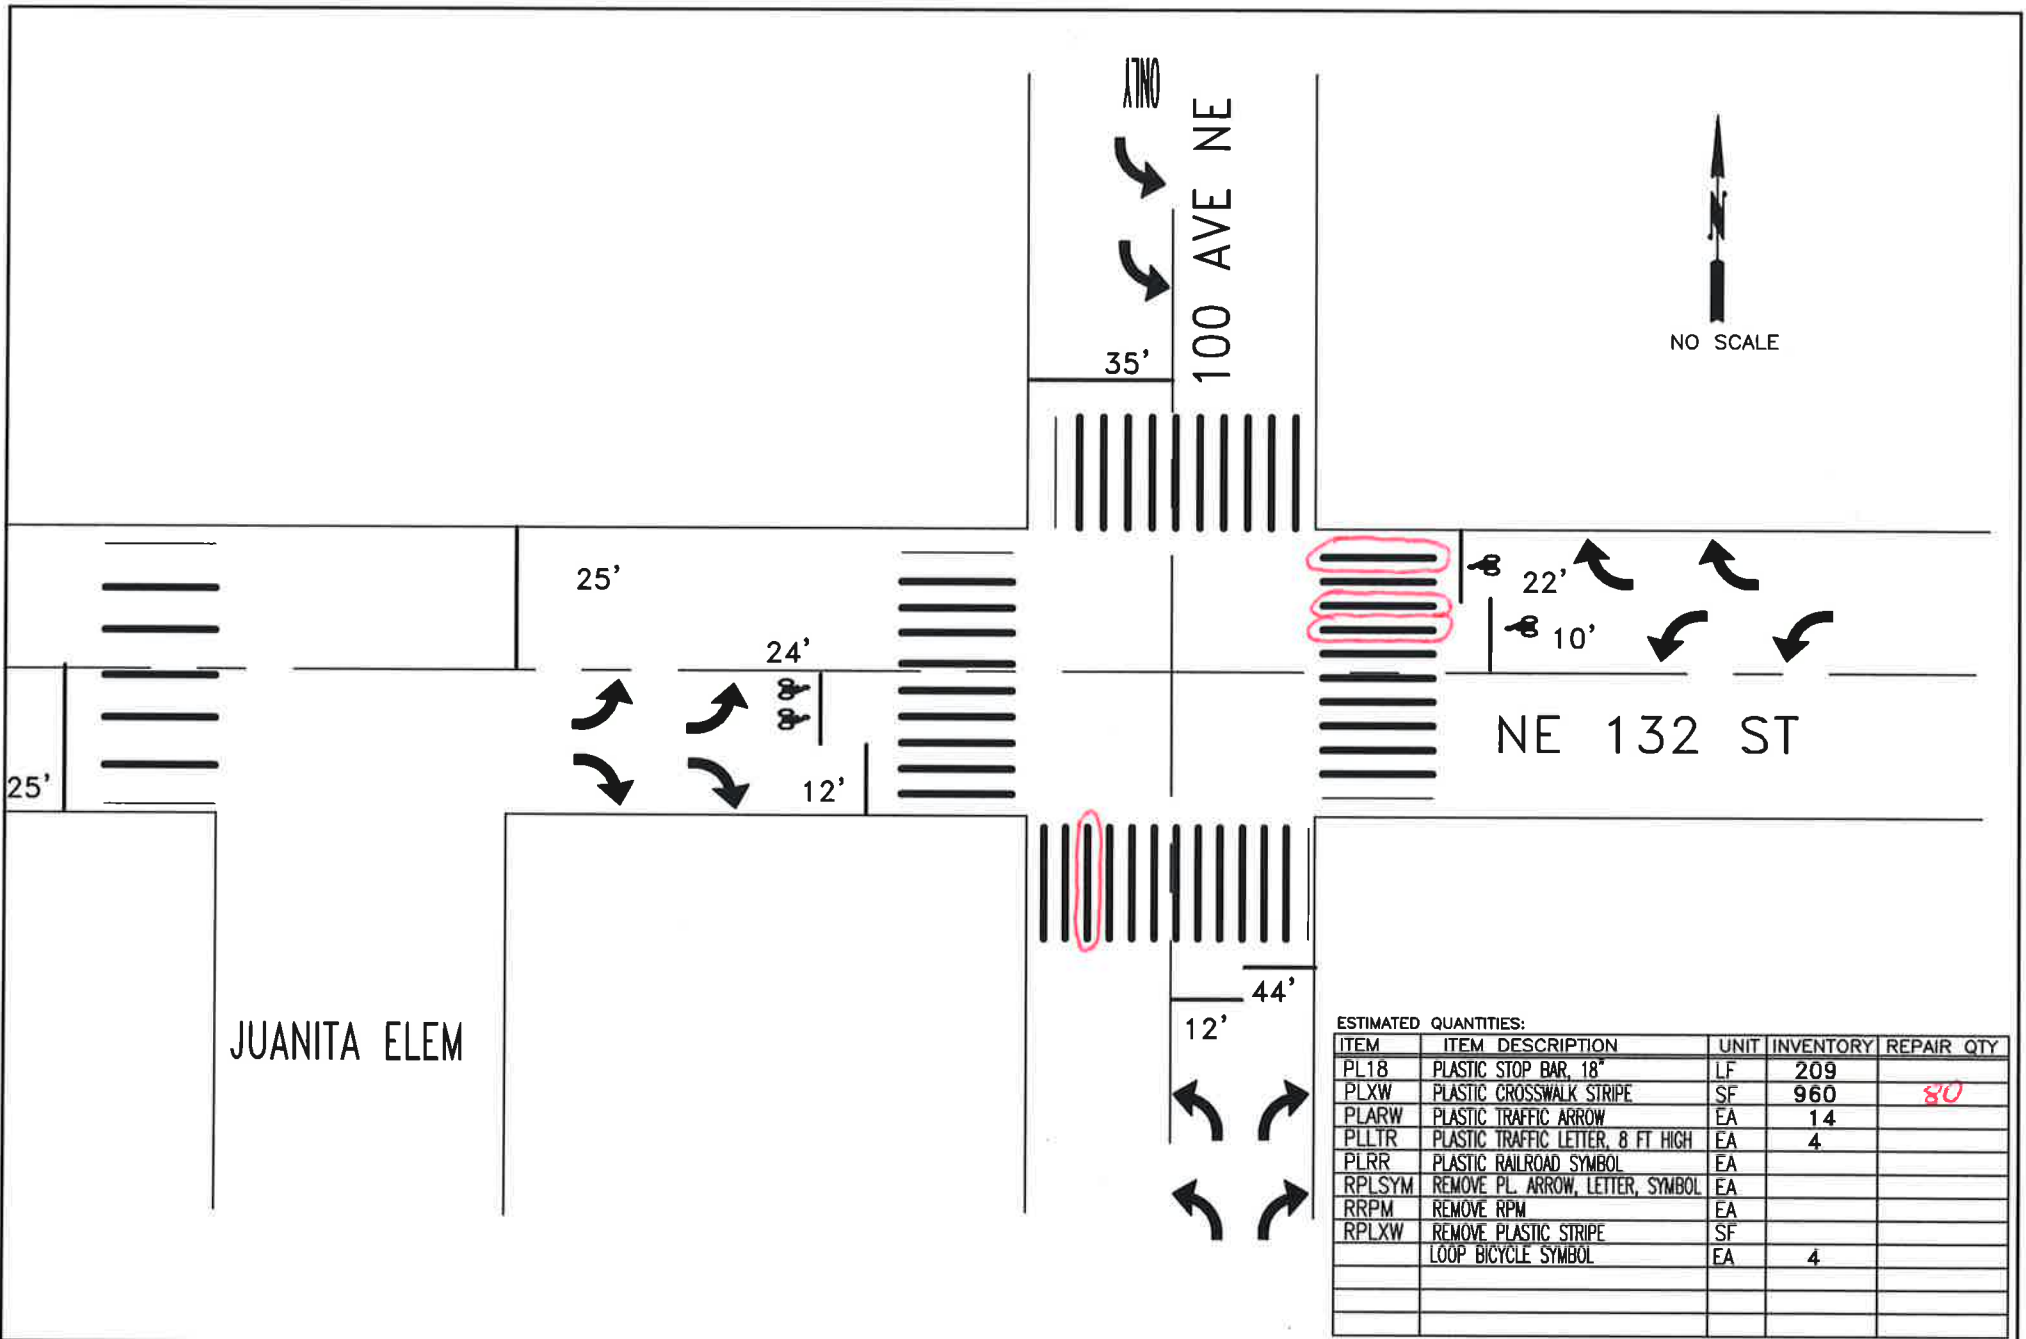 ONLY
100 AVE NE
N
NO SCALE
35'
25'
22'
10'
24'
NE 132 ST
25'
12'
44'
12'
JUANITA ELEM
ESTIMATED QUANTITIES:
ITEM ITEM DESCRIPTION UNIT INVENTORY REPAIR QTY
PL18 PLASTIC STOP BAR, 18" LF 209
PLXW PLASTIC CROSSWALK STRIPE SF 960 80
PLARW PLASTIC TRAFFIC ARROW EA 14
PLLTR PLASTIC TRAFFIC LETTER, 8 FT HIGH EA 4
PLRR PLASTIC RAILROAD SYMBOL EA
RPLSYM REMOVE PL. ARROW, LETTER, SYMBOL EA
RRPM REMOVE RPM EA
RPLXW REMOVE PLASTIC STRIPE SF
LOOP BICYCLE SYMBOL EA 4